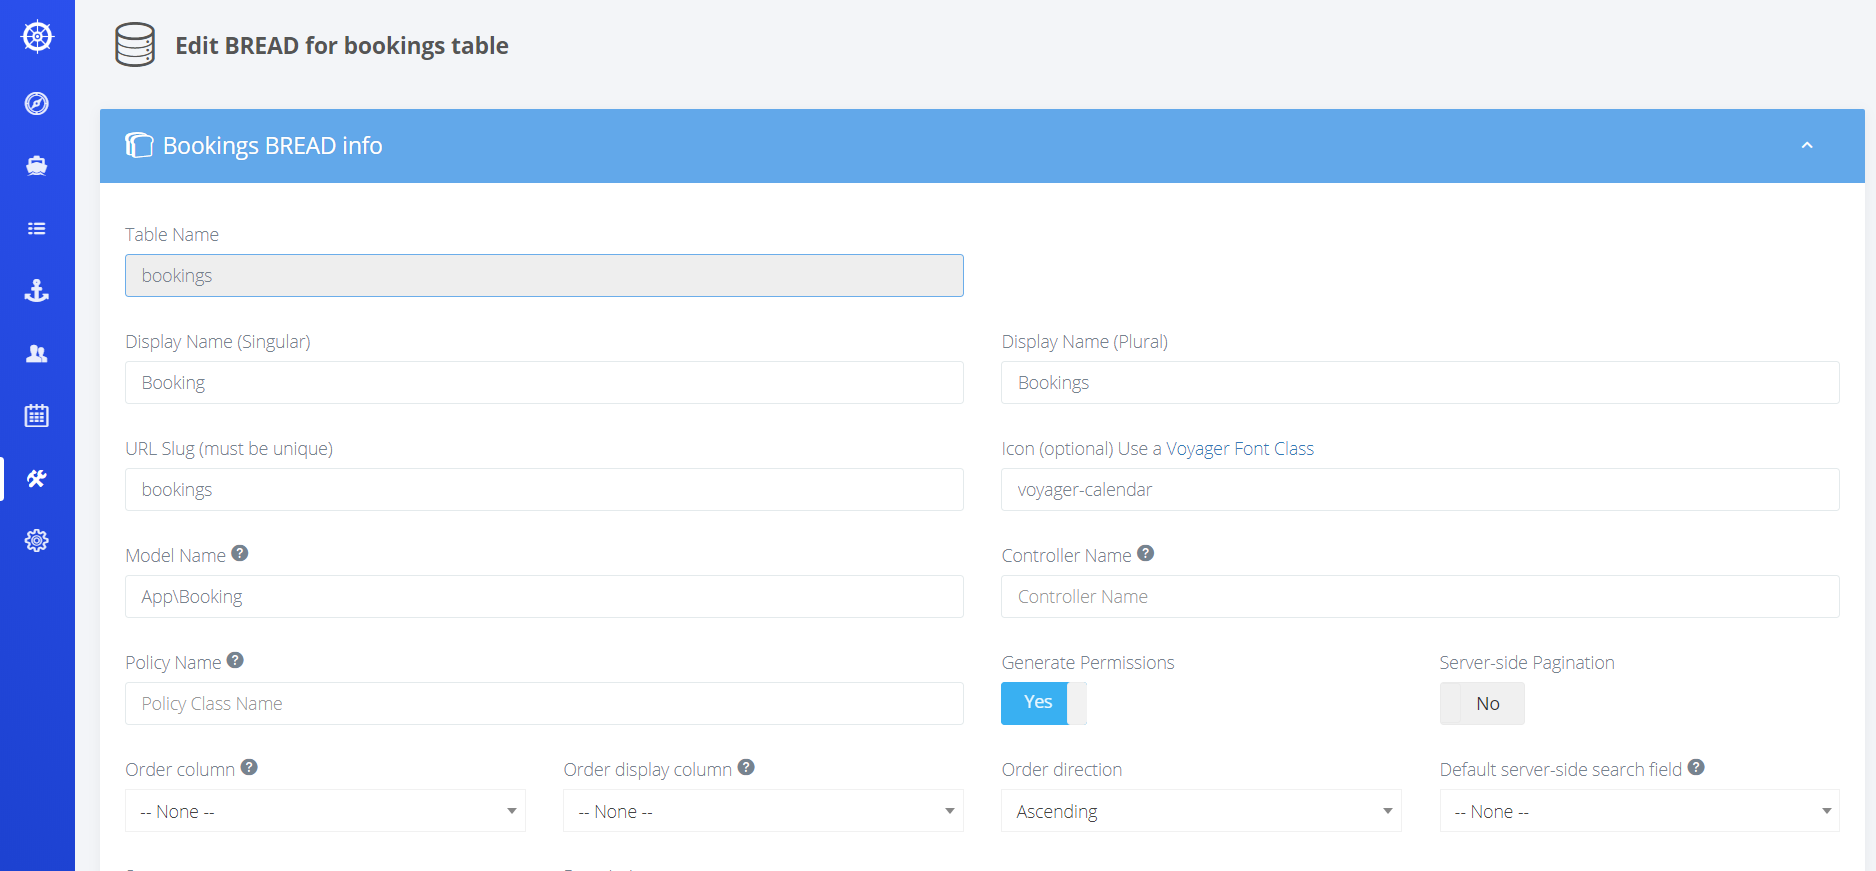 Edit BREAD for bookings table
Bookings BREAD info
Table Name
bookings
Display Name (Singular)
Display Name (Plural)
Booking
Bookings
URL Slug (must be unique)
Icon (optional) Use a Voyager Font Class
bookings
voyager-calendar
Model Name ?
Controller Name ?
App\Booking
Controller Name
Policy Name ?
Generate Permissions
Server-side Pagination
Policy Class Name
Yes
No
Order column ?
Order display column ?
Order direction
Default server-side search field ?
-- None --
-- None --
Ascending
-- None --